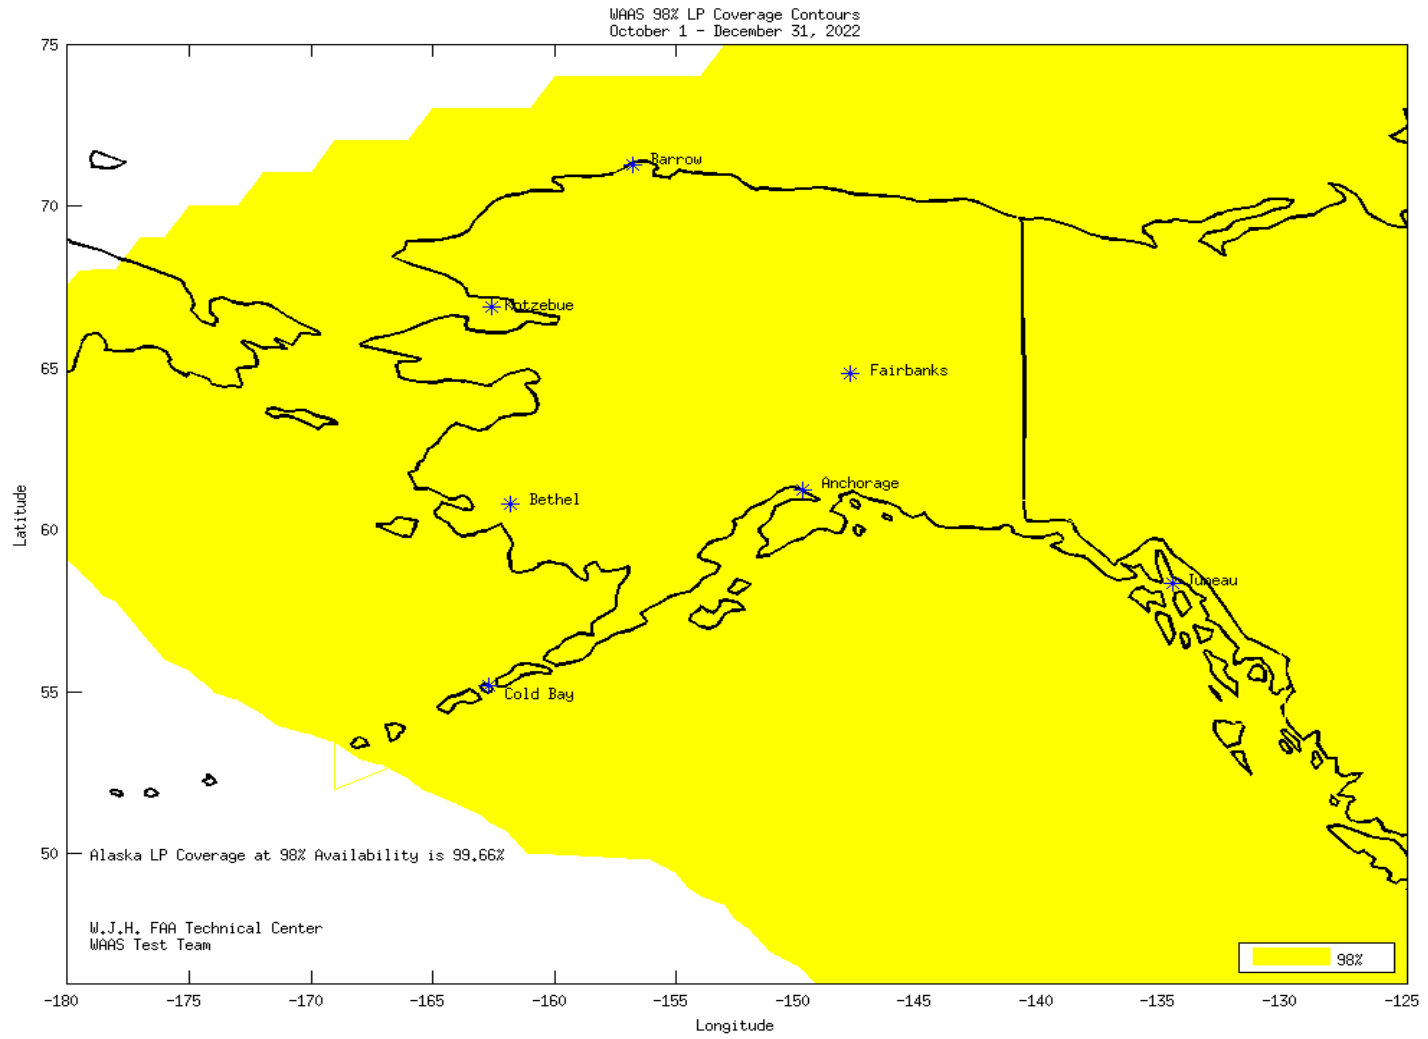 WAAS 98% LP Coverage Contours
October 1 - December 31, 2022
75
Barrow
70
Kotzebue
65
Fairbanks
Anchorage
Bethel
60
Juneau
55
Cold Bay
50
Alaska LP Coverage at 98% Availability is 99.66%
W.J.H. FAA Technical Center
WAAS Test Team
98%
-180 -175 -170 -165 -160 -155 -150 -145 -140 -135 -130 -125
Longitude
Latitude